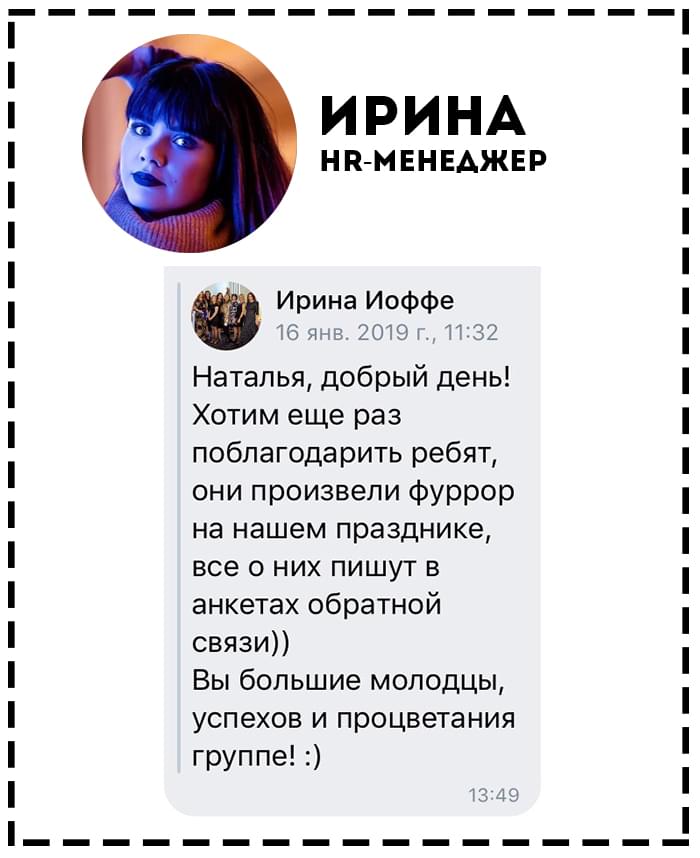 ИРИНА
HR-МЕНЕДЖЕР
Ирина Иоффе
16 янв. 2019 г., 11:32
Наталья, добрый день!
Хотим еще раз
поблагодарить ребят,
они произвели фуррор
на нашем празднике,
все о них пишут в
анкетах обратной
связи))
Вы большие молодцы,
успехов и процветания
группе! :)
13:49